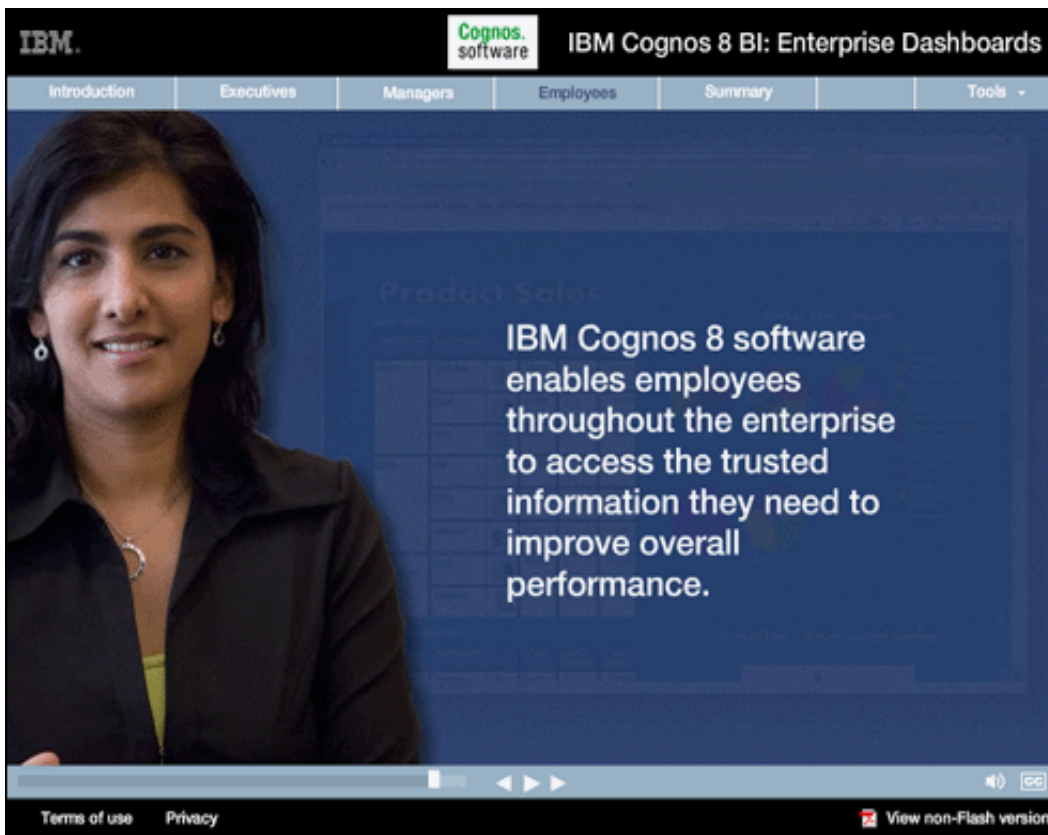 IBM.
Cognos.
software
IBM Cognos 8 BI: Enterprise Dashboards
Introduction
Executives
Managers
Employees
Summary
Tools
Product Sales
IBM Cognos 8 software
enables employees
throughout the enterprise
to access the trusted
information they need to
improve overall
performance.
CC
Terms of use
Privacy
View non-Flash version